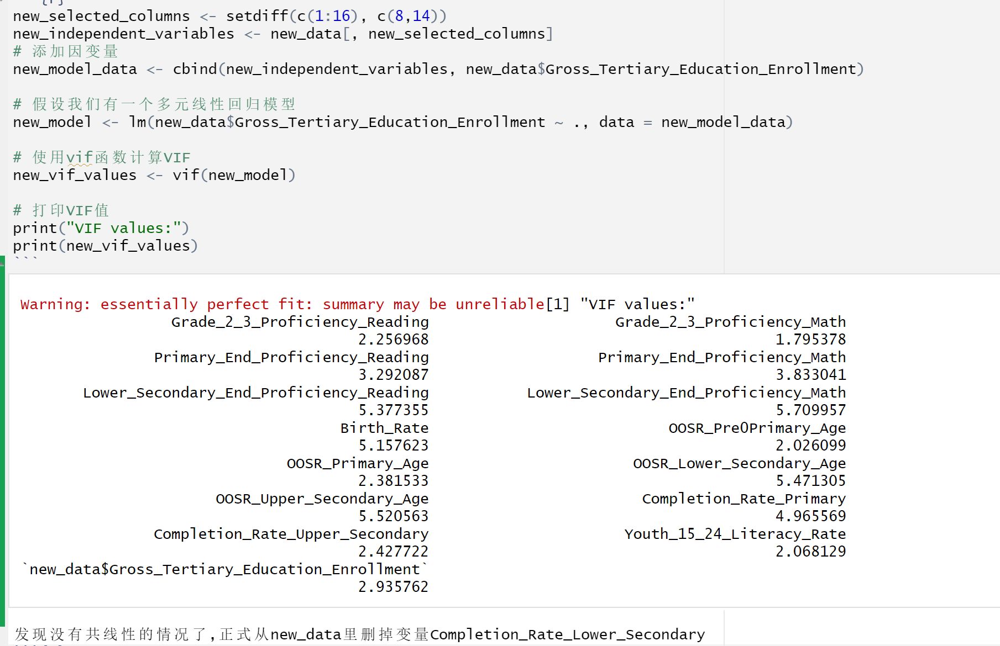 new_selected_columns <- setdiff(c(1:16), c(8,14))
new_independent_variables <- new_data[, new_selected_columns]
# 添加因变量
new_model_data <- cbind(new_independent_variables, new_data$Gross_Tertiary_Education_Enrollment)
# 假设我们有一个多元线性回归模型
new_model <- lm(new_data$Gross_Tertiary_Education_Enrollment ~ ., data = new_model_data)
# 使用vif函数计算VIF
new_vif_values <- vif(new_model)
# 打印VIF值
print("VIF values:")
print(new_vif_values)
```
Warning: essentially perfect fit: summary may be unreliable[1] "VIF values:"
Grade_2_3_Proficiency_Reading Grade_2_3_Proficiency_Math
2.256968 1.795378
Primary_End_Proficiency_Reading Primary_End_Proficiency_Math
3.292087 3.833041
Lower_Secondary_End_Proficiency_Reading Lower_Secondary_End_Proficiency_Math
5.377355 5.709957
Birth_Rate OOSR_Pre0Primary_Age
5.157623 2.026099
OOSR_Primary_Age OOSR_Lower_Secondary_Age
2.381533 5.471305
OOSR_Upper_Secondary_Age Completion_Rate_Primary
5.520563 4.965569
Completion_Rate_Upper_Secondary Youth_15_24_Literacy_Rate
2.427722 2.068129
`new_data$Gross_Tertiary_Education_Enrollment`
2.935762
发现没有共线性的情况了,正式从new_data里删掉变量Completion_Rate_Lower_Secondary